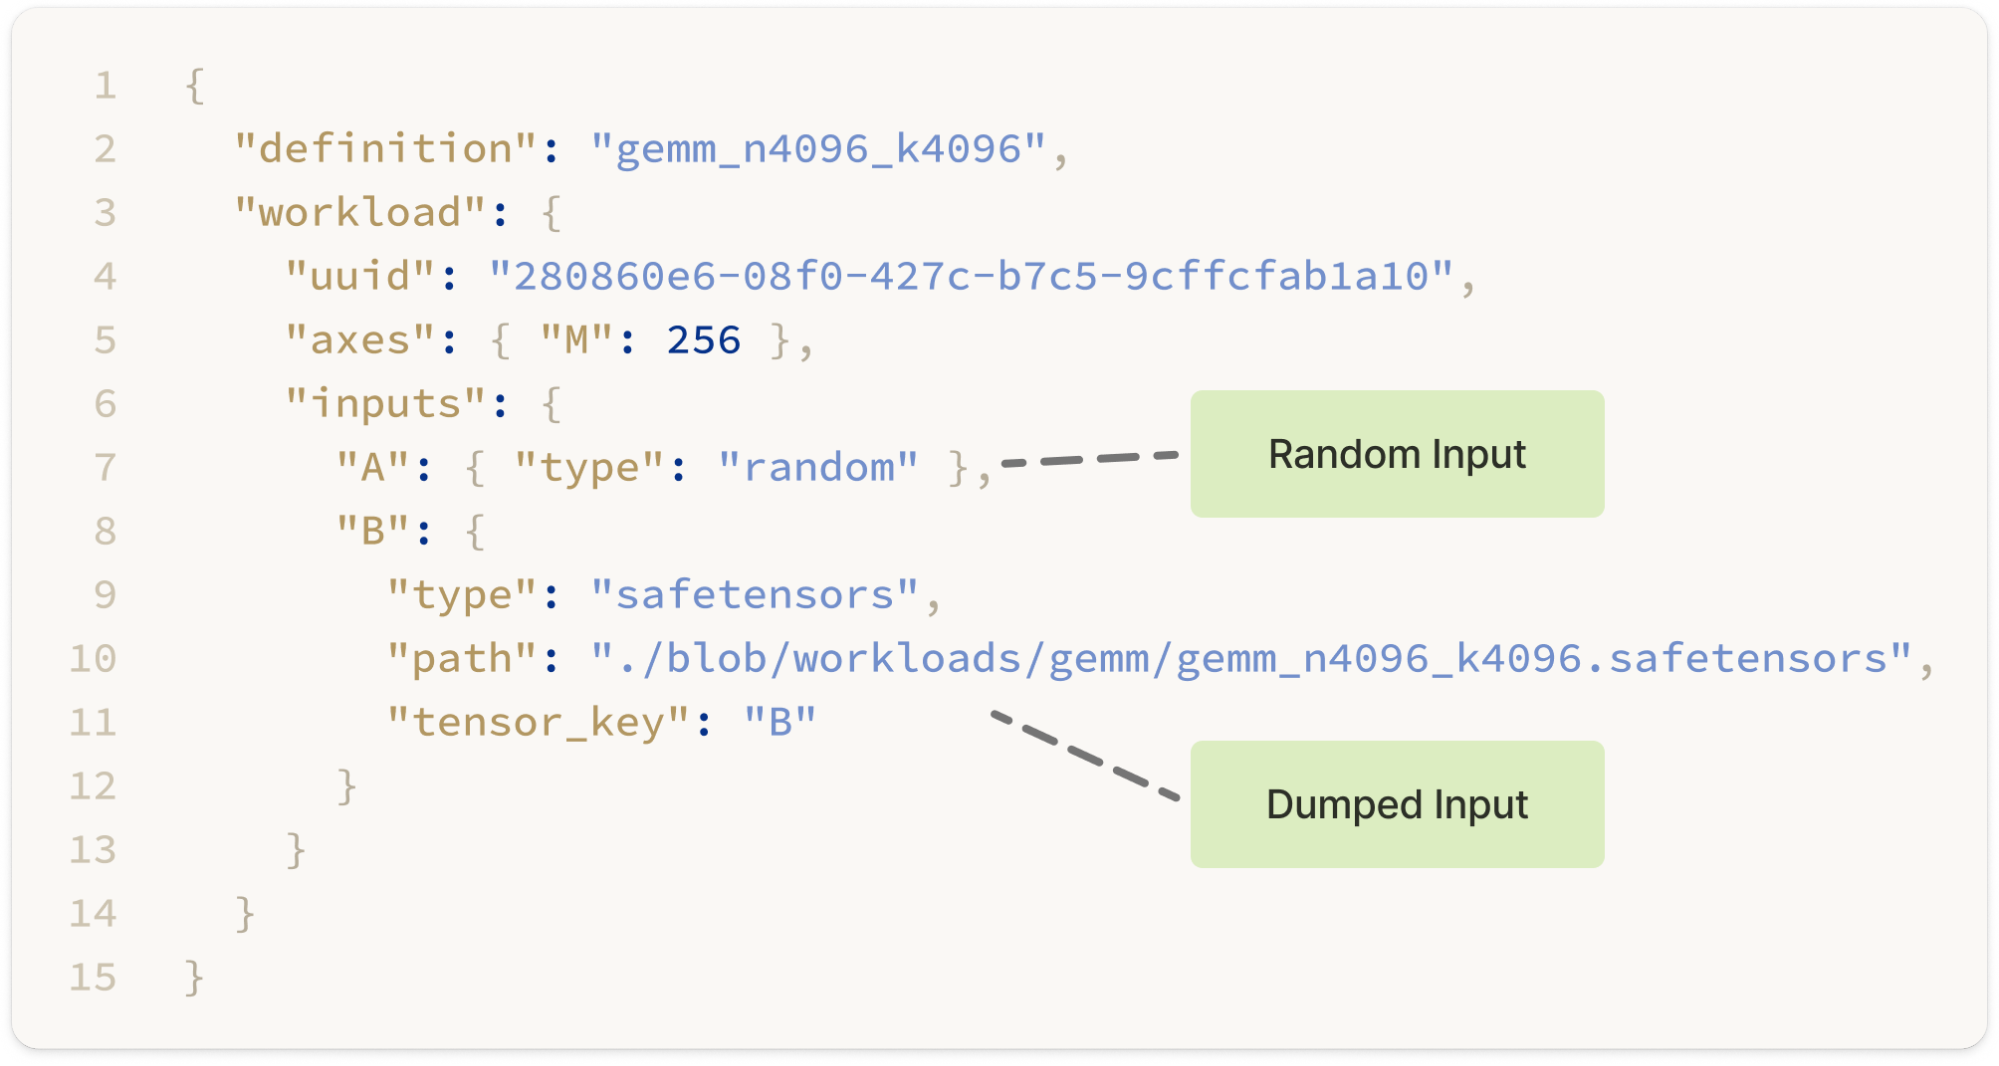 1 {
2 "definition": "gemm_n4096_k4096",
3 "workload": {
4 "uuid": "280860e6-08f0-427c-b7c5-9cffcfab1a10",
5 "axes": { "M": 256 },
6 "inputs": {
7 "A": { "type": "random" },
Random Input
8 "B": {
9 "type": "safetensors",
10 "path": "./blob/workloads/gemm/gemm_n4096_k4096.safetensors",
11 "tensor_key": "B"
Dumped Input
12 }
13 }
14 }
15 }